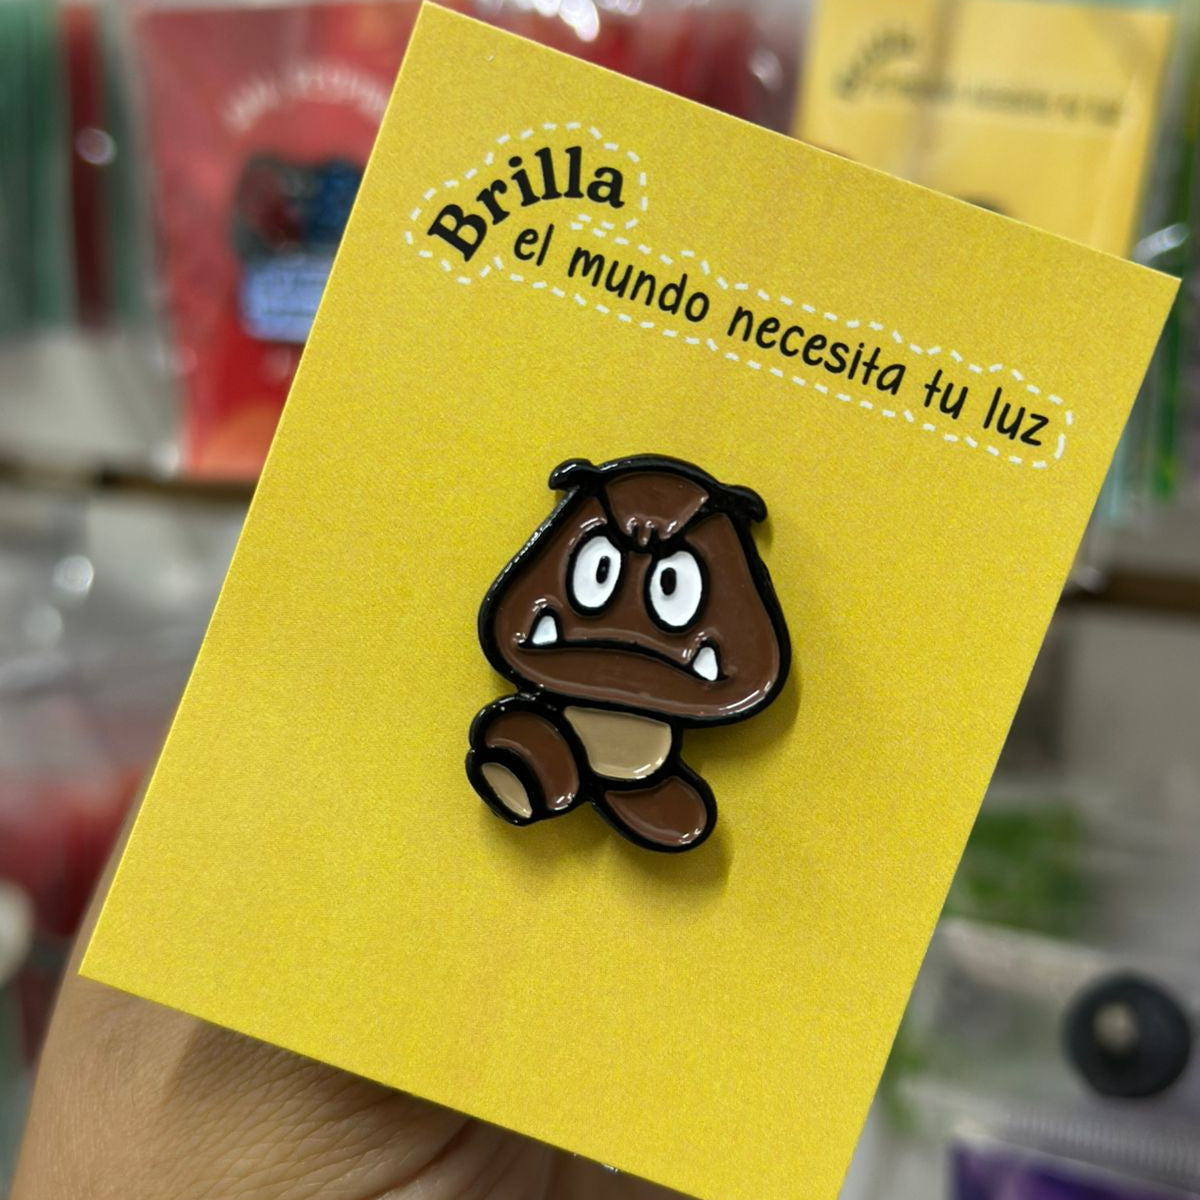 Brilla
el mundo necesita tu luz